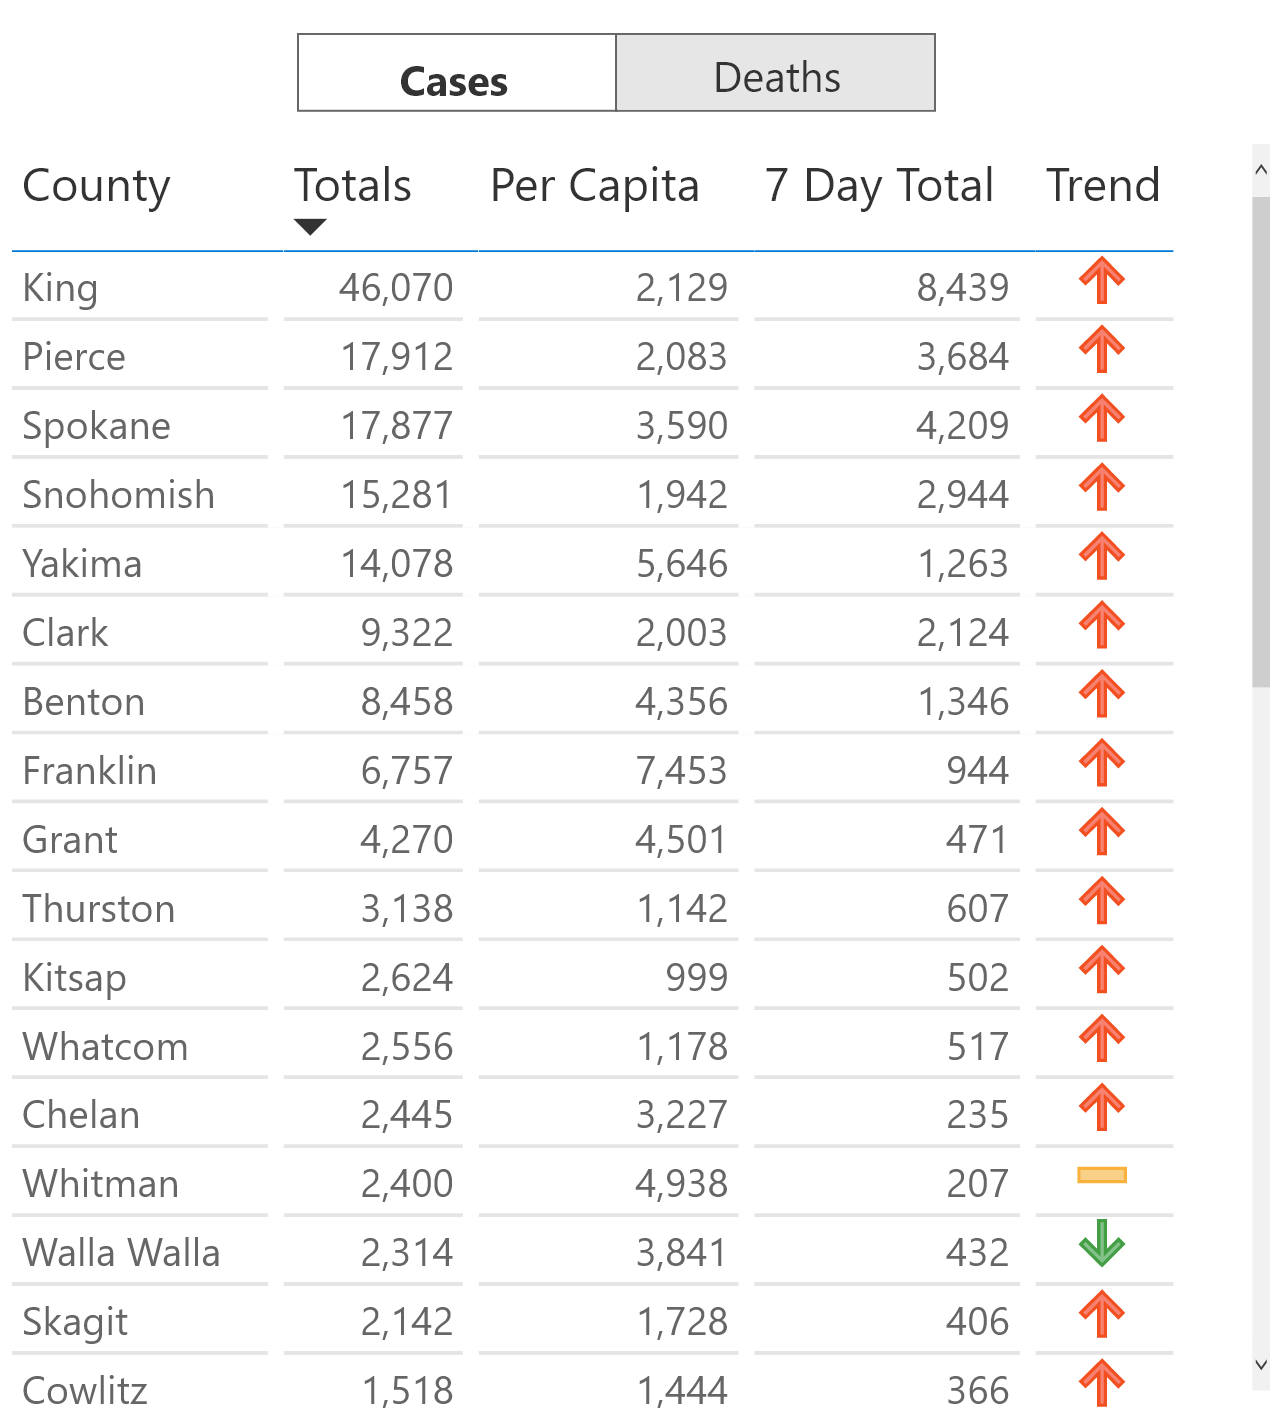 Cases Deaths
County Totals Per Capita 7 Day Total Trend
King 46,070 2,129 8,439
Pierce 17,912 2,083 3,684
Spokane 17,877 3,590 4,209
Snohomish 15,281 1,942 2,944
Yakima 14,078 5,646 1,263
Clark 9,322 2,003 2,124
Benton 8,458 4,356 1,346
Franklin 6,757 7,453 944
Grant 4,270 4,501 471
Thurston 3,138 1,142 607
Kitsap 2,624 999 502
Whatcom 2,556 1,178 517
Chelan 2,445 3,227 235
Whitman 2,400 4,938 207
Walla Walla 2,314 3,841 432
Skagit 2,142 1,728 406
Cowlitz 1,518 1,444 366